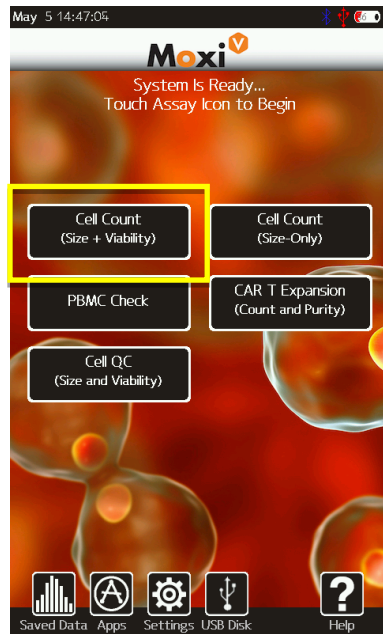 May 5 14:47:04
Moxi V
System Is Ready...
Touch Assay Icon to Begin
Cell Count
(Size + Viability)
Cell Count
(Size-Only)
PBMC Check
CAR T Expansion
(Count and Purity)
Cell QC
(Size and Viability)
?
Saved Data Apps Settings USB Disk Help